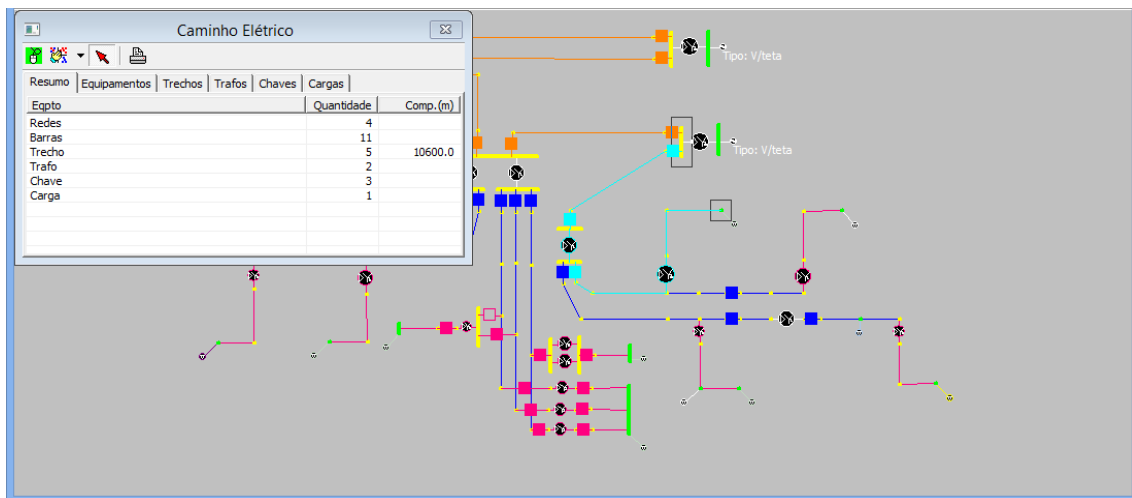 Caminho Elétrico
Resumo Equipamentos Trechos Trafos Chaves Cargas
Eqpto Quantidade Comp.(m)
Redes 4
Barras 11
Trecho 5 10600.0
Trafo 2
Chave 3
Carga 1
Tipo: V/teta
Tipo: V/teta